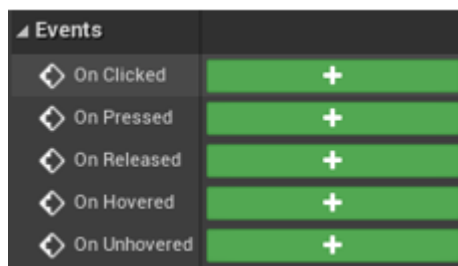 Events
On Clicked
On Pressed
On Released
On Hovered
On Unhovered